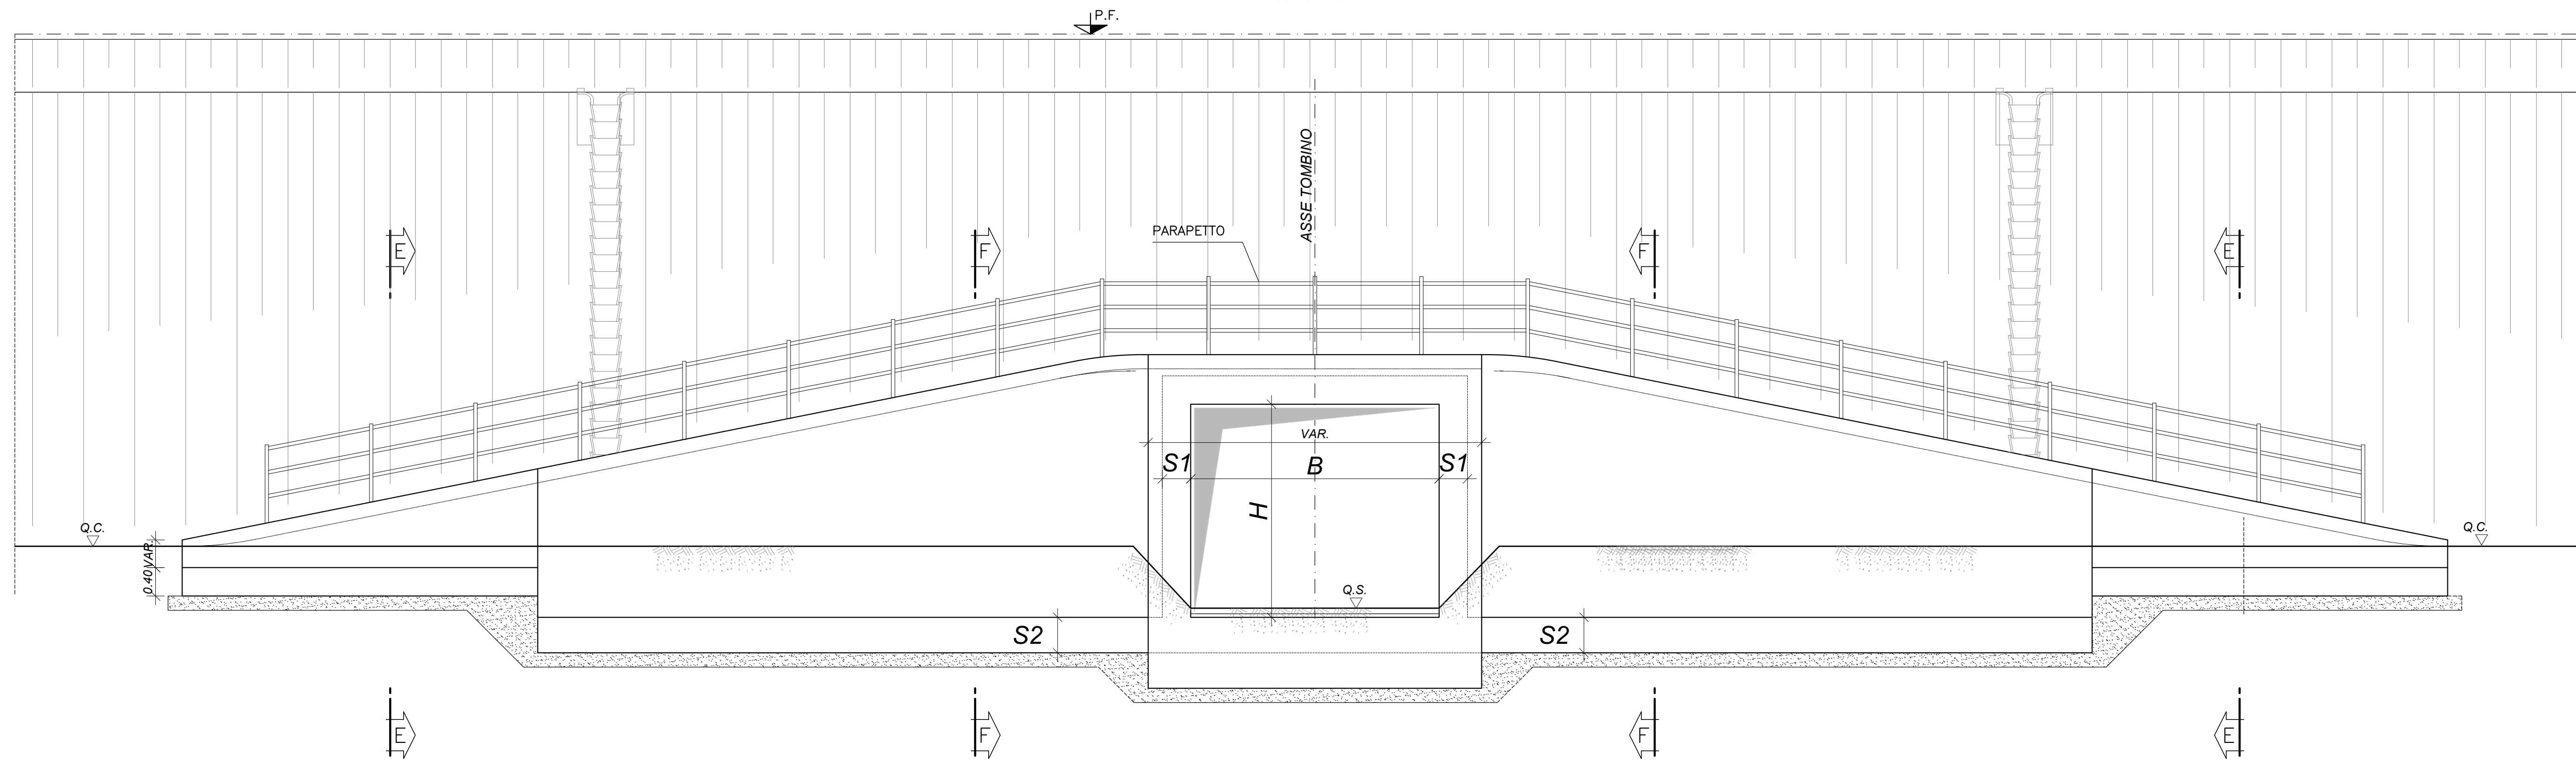 P.F.
ASSE TOMBINO
PARAPETTO
E
F
F
E
VAR.
S1
B
S1
H
Q.C.
Q.C.
VAR.
0.40
Q.S.
S2
S2
E
F
F
E